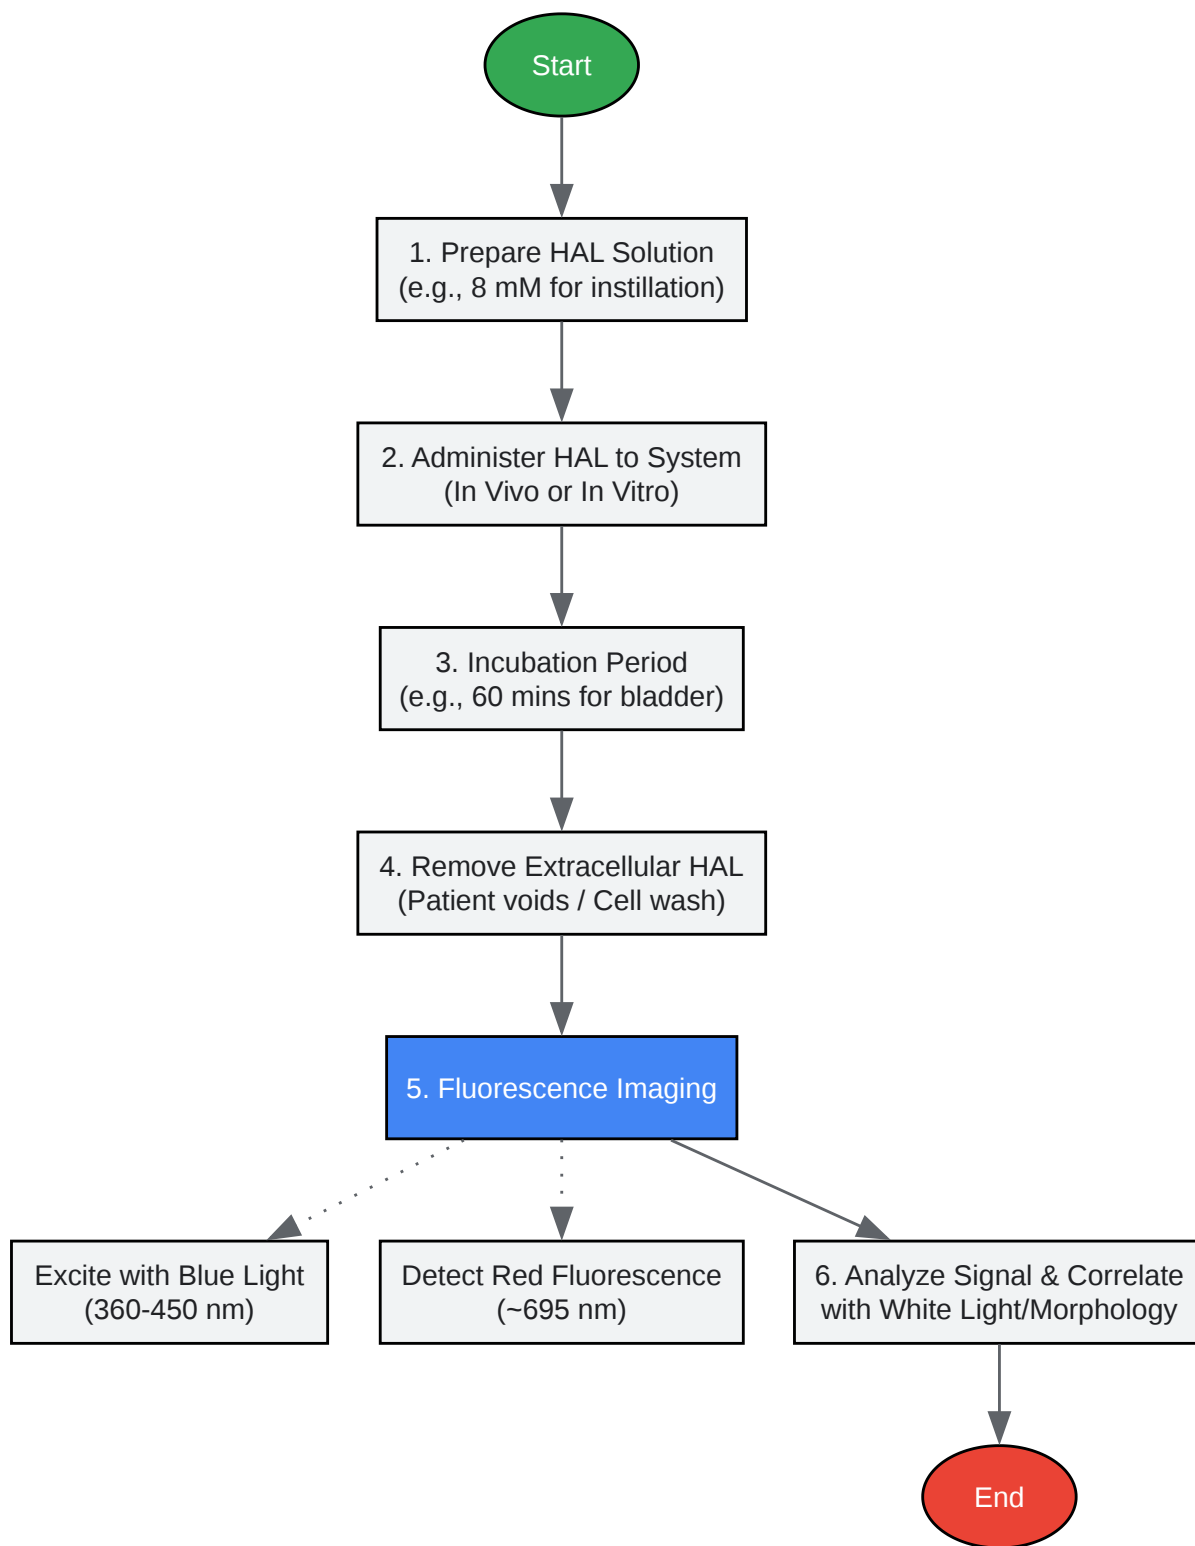 Start
1. Prepare HAL Solution
(e.g., 8 mM for instillation)
2. Administer HAL to System
(In Vivo or In Vitro)
3. Incubation Period
(e.g., 60 mins for bladder)
4. Remove Extracellular HAL
(Patient voids / Cell wash)
5. Fluorescence Imaging
Excite with Blue Light
(360-450 nm)
Detect Red Fluorescence
(~695 nm)
6. Analyze Signal & Correlate
with White Light/Morphology
End